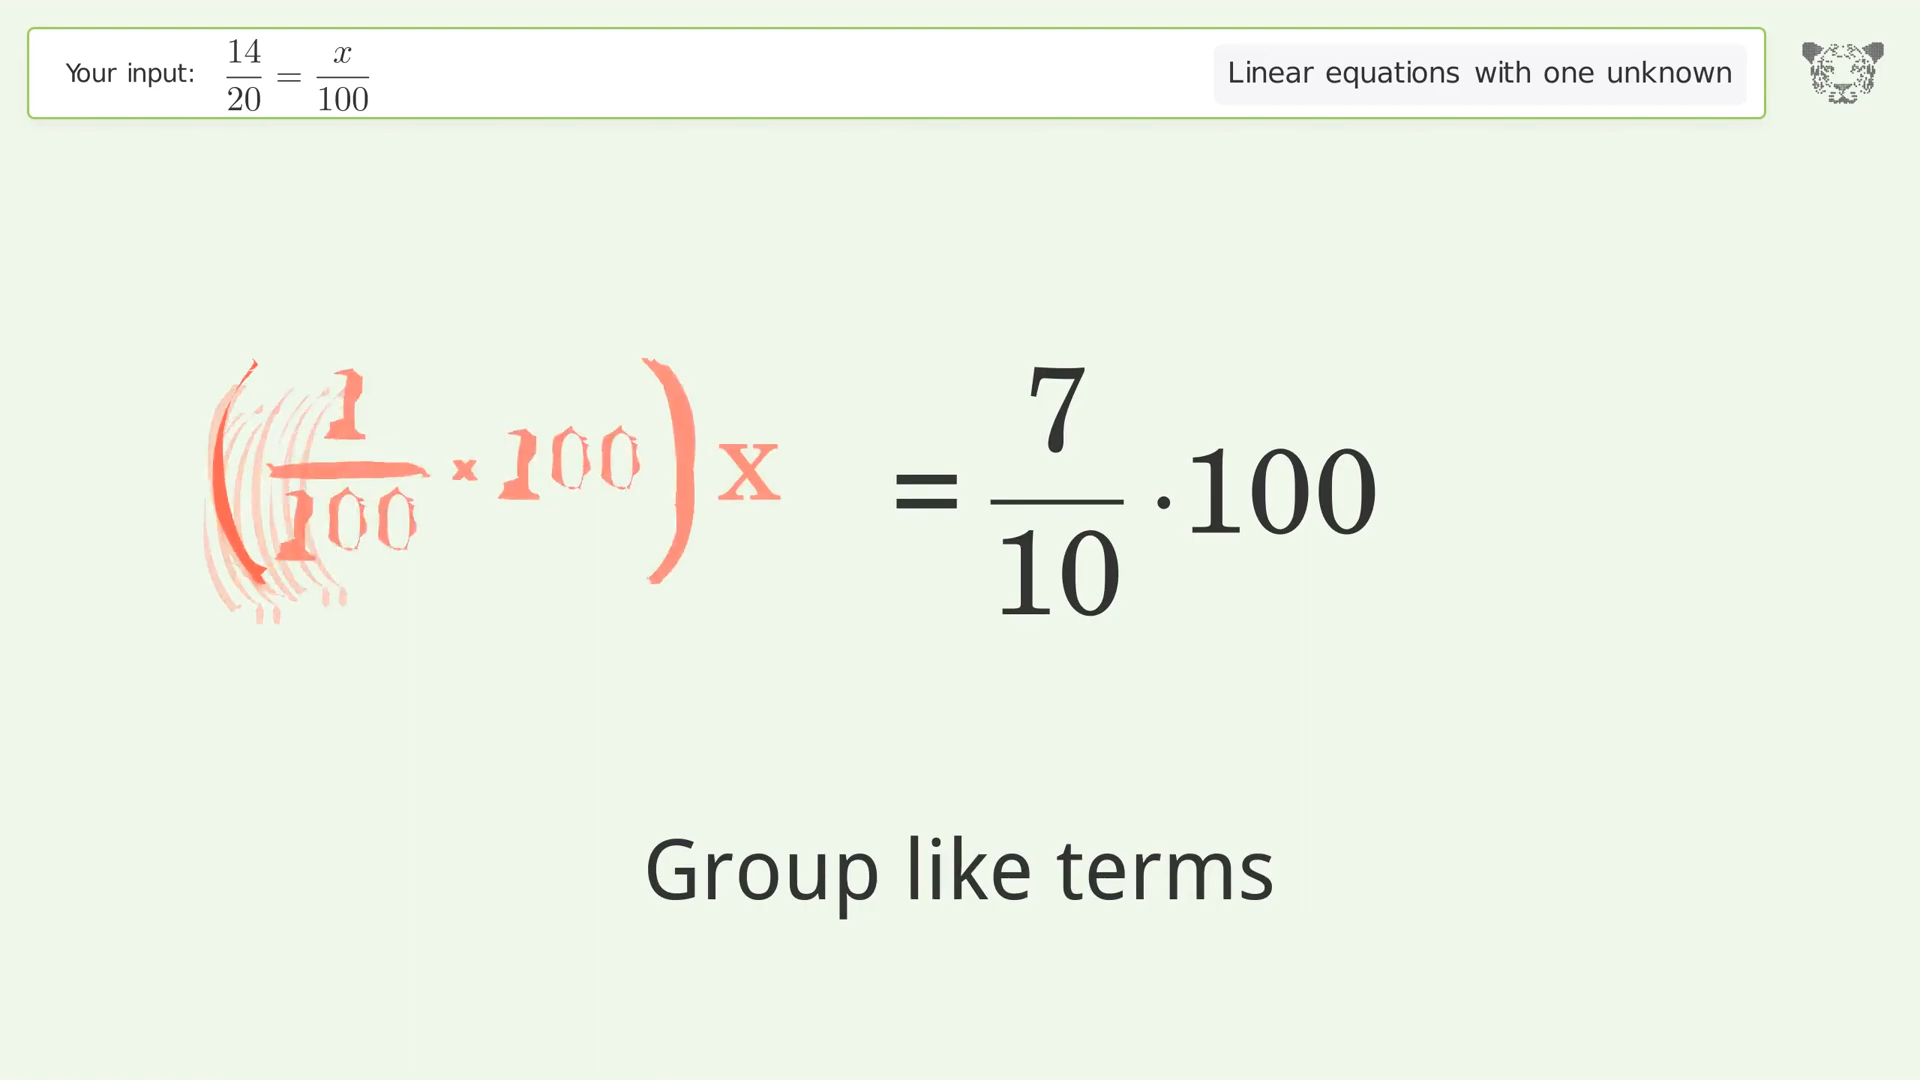 Your input: 14/20 = x/100
Linear equations with one unknown
(1/100 × 100) x = 7/10 · 100
Group like terms